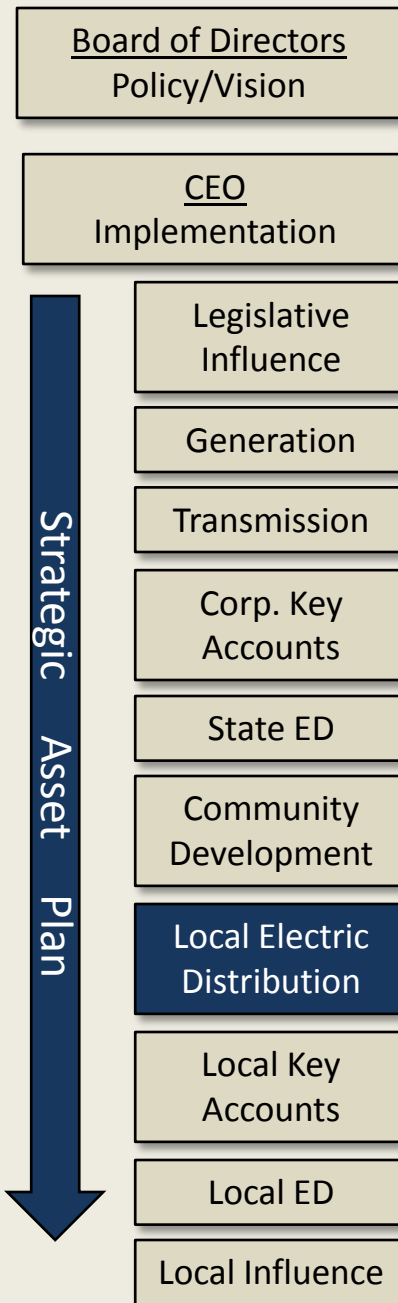 Board of Directors
Policy/Vision
CEO
Implementation
Strategic Asset Plan
Legislative
Influence
Generation
Transmission
Corp. Key
Accounts
State ED
Community
Development
Local Electric
Distribution
Local Key
Accounts
Local ED
Local Influence